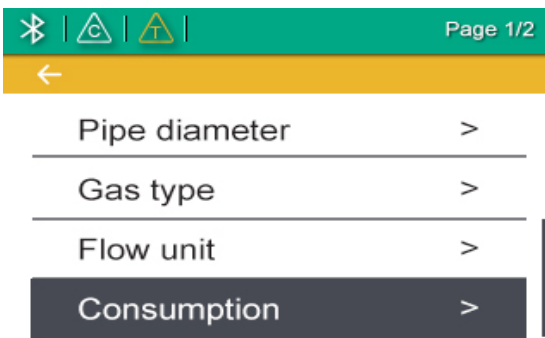 C T Page 1/2
Pipe diameter >
Gas type >
Flow unit >
Consumption >